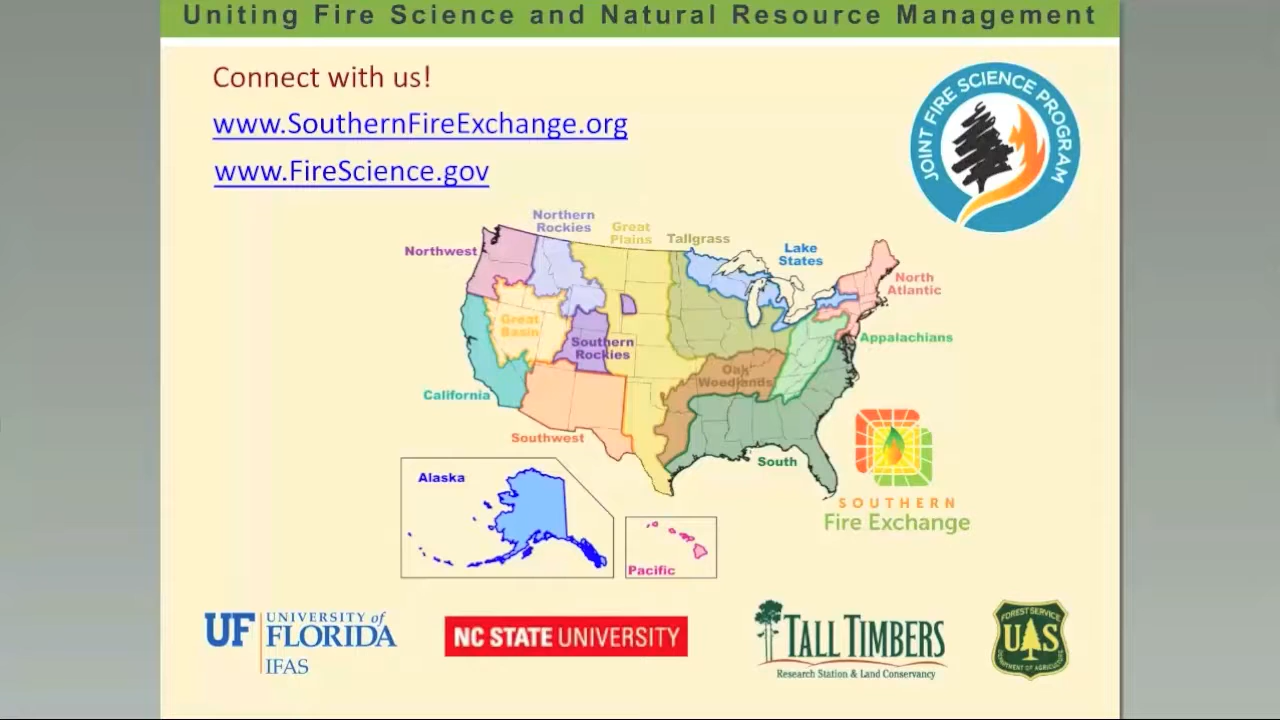 Uniting Fire Science and Natural Resource Management
Connect with us!
www.SouthernFireExchange.org
www.FireScience.gov
JOINT FIRE SCIENCE PROGRAM
Northern
Rockies
Great
Plains
Tallgrass
Northwest
Lake
States
North
Atlantic
Great
Basin
Southern
Rockies
Appalachians
Oak
Woodlands
California
Southwest
South
Alaska
Pacific
SOUTHERN
Fire Exchange
UF UNIVERSITY of
FLORIDA
IFAS
NC STATE UNIVERSITY
TALL TIMBERS
Research Station & Land Conservancy
FOREST SERVICE
U S
DEPARTMENT OF AGRICULTURE